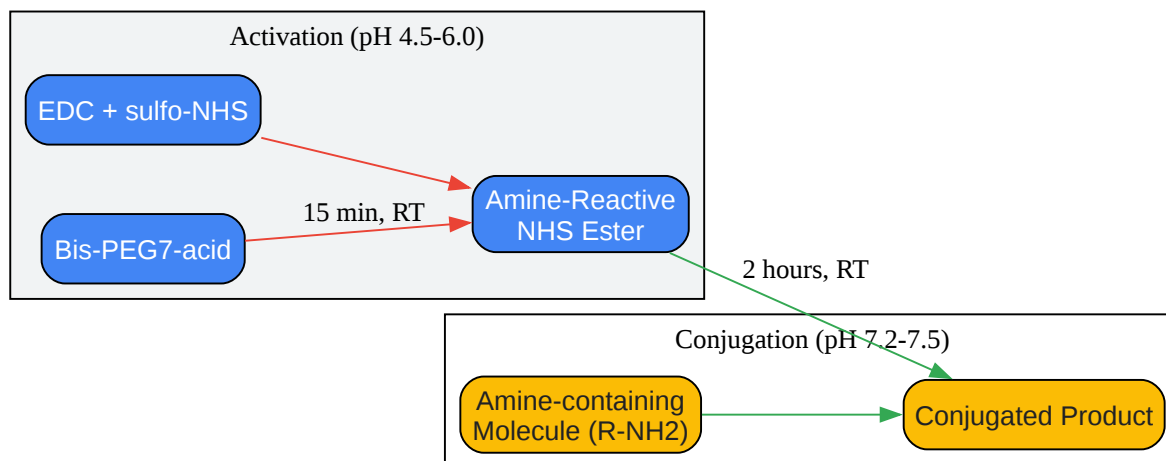 Activation (pH 4.5-6.0)
EDC + sulfo-NHS
Bis-PEG7-acid
15 min, RT
Amine-Reactive
NHS Ester
2 hours, RT
Conjugation (pH 7.2-7.5)
Amine-containing
Molecule (R-NH2)
Conjugated Product